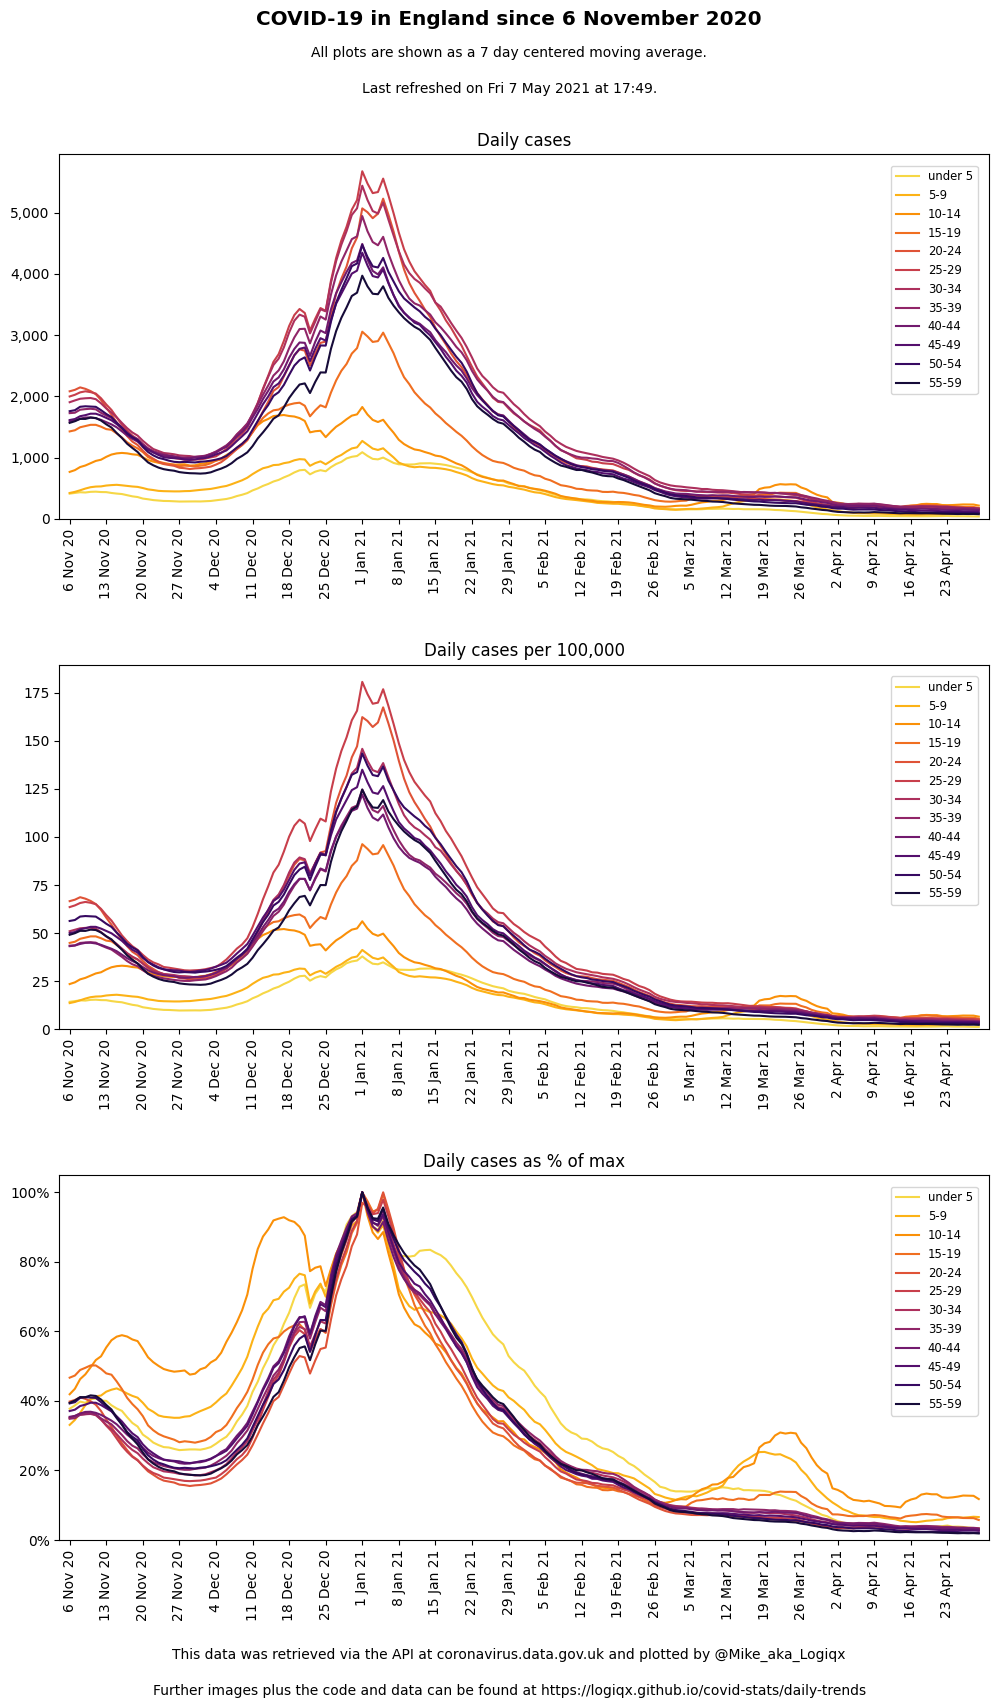 COVID-19 in England since 6 November 2020
All plots are shown as a 7 day centered moving average.
Last refreshed on Fri 7 May 2021 at 17:49.
Daily cases
5,000
4,000
3,000
2,000
1,000
0
under 5
5-9
10-14
15-19
20-24
25-29
30-34
35-39
40-44
45-49
50-54
55-59
6 Nov 20
13 Nov 20
20 Nov 20
27 Nov 20
4 Dec 20
11 Dec 20
18 Dec 20
25 Dec 20
1 Jan 21
8 Jan 21
15 Jan 21
22 Jan 21
29 Jan 21
5 Feb 21
12 Feb 21
19 Feb 21
26 Feb 21
5 Mar 21
12 Mar 21
19 Mar 21
26 Mar 21
2 Apr 21
9 Apr 21
16 Apr 21
23 Apr 21
Daily cases per 100,000
175
150
125
100
75
50
25
0
under 5
5-9
10-14
15-19
20-24
25-29
30-34
35-39
40-44
45-49
50-54
55-59
6 Nov 20
13 Nov 20
20 Nov 20
27 Nov 20
4 Dec 20
11 Dec 20
18 Dec 20
25 Dec 20
1 Jan 21
8 Jan 21
15 Jan 21
22 Jan 21
29 Jan 21
5 Feb 21
12 Feb 21
19 Feb 21
26 Feb 21
5 Mar 21
12 Mar 21
19 Mar 21
26 Mar 21
2 Apr 21
9 Apr 21
16 Apr 21
23 Apr 21
Daily cases as % of max
100%
80%
60%
40%
20%
0%
under 5
5-9
10-14
15-19
20-24
25-29
30-34
35-39
40-44
45-49
50-54
55-59
6 Nov 20
13 Nov 20
20 Nov 20
27 Nov 20
4 Dec 20
11 Dec 20
18 Dec 20
25 Dec 20
1 Jan 21
8 Jan 21
15 Jan 21
22 Jan 21
29 Jan 21
5 Feb 21
12 Feb 21
19 Feb 21
26 Feb 21
5 Mar 21
12 Mar 21
19 Mar 21
26 Mar 21
2 Apr 21
9 Apr 21
16 Apr 21
23 Apr 21
This data was retrieved via the API at coronavirus.data.gov.uk and plotted by @Mike_aka_Logiqx
Further images plus the code and data can be found at https://logiqx.github.io/covid-stats/daily-trends